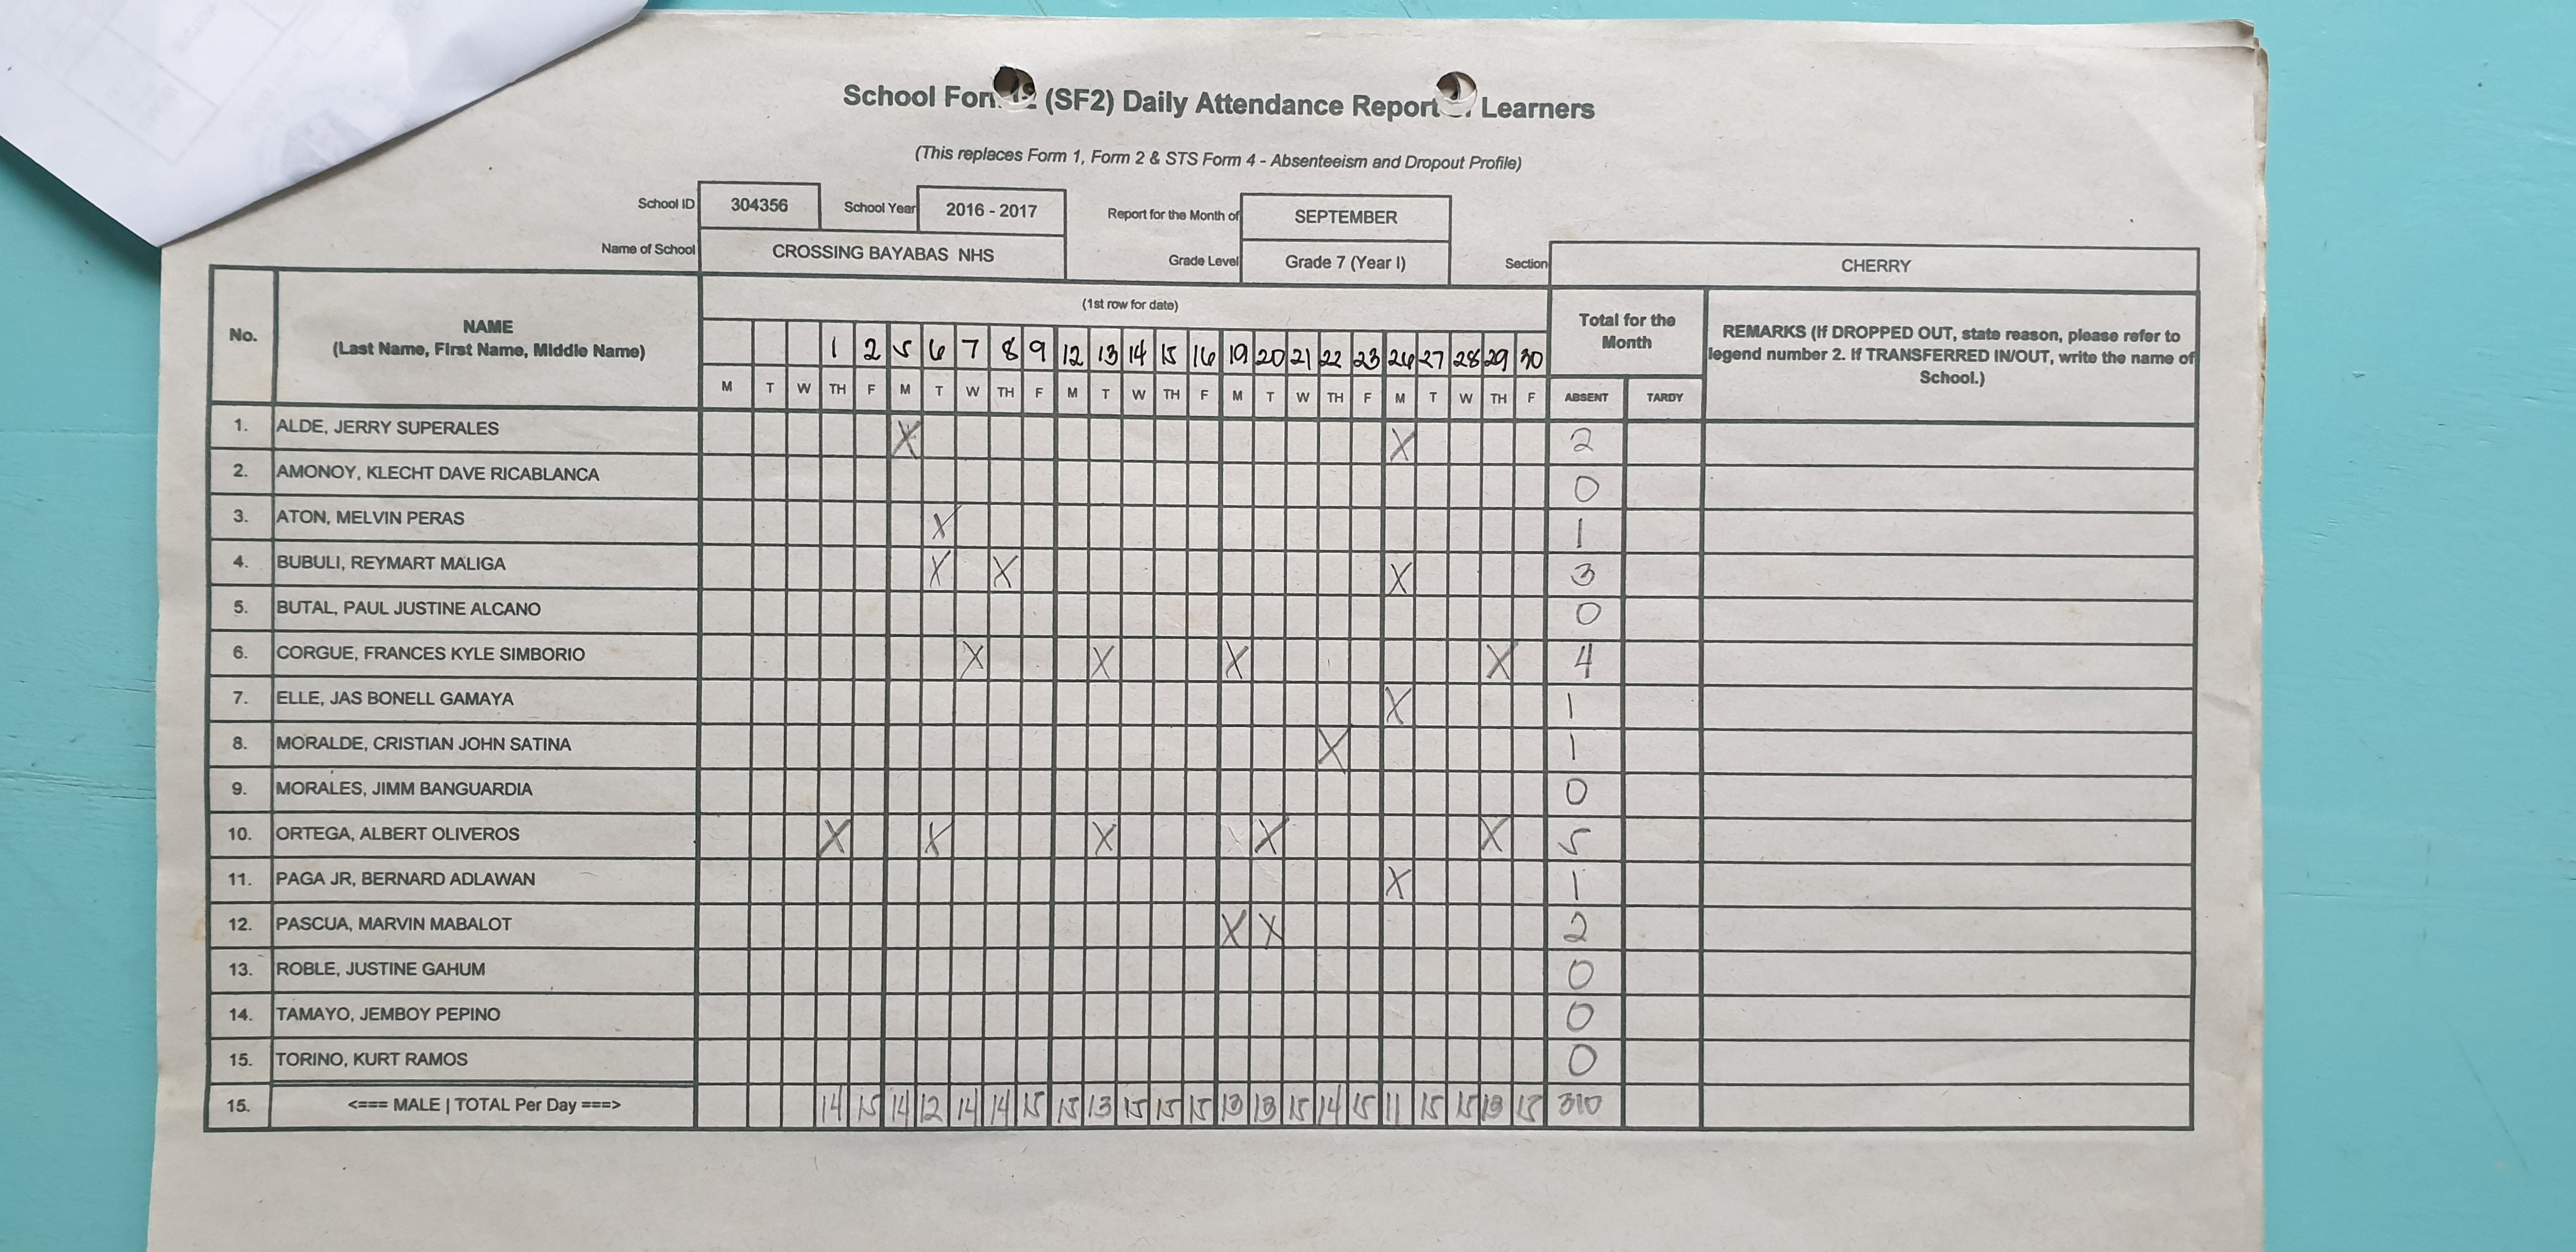 School Form 2 (SF2) Daily Attendance Report of Learners
(This replaces Form 1, Form 2 & STS Form 4 - Absenteeism and Dropout Profile)
School ID 304356 School Year 2016 - 2017 Report for the Month of SEPTEMBER
Name of School CROSSING BAYABAS NHS Grade Level Grade 7 (Year I) Section CHERRY
No. NAME (Last Name, First Name, Middle Name) (1st row for date) Total for the Month REMARKS (If DROPPED OUT, state reason, please refer to legend number 2. If TRANSFERRED IN/OUT, write the name of School.)
1 2 5 6 7 8 9 12 13 14 15 16 19 20 21 22 23 26 27 28 29 30
M T W TH F M T W TH F M T W TH F M T W TH F M T W TH F ABSENT TARDY
1. ALDE, JERRY SUPERALES X X 2
2. AMONOY, KLECHT DAVE RICABLANCA 0
3. ATON, MELVIN PERAS X 1
4. BUBULI, REYMART MALIGA X X X 3
5. BUTAL, PAUL JUSTINE ALCANO 0
6. CORGUE, FRANCES KYLE SIMBORIO X X X X 4
7. ELLE, JAS BONELL GAMAYA X 1
8. MORALDE, CRISTIAN JOHN SATINA X 1
9. MORALES, JIMM BANGUARDIA 0
10. ORTEGA, ALBERT OLIVEROS X X X X X 5
11. PAGA JR, BERNARD ADLAWAN X 1
12. PASCUA, MARVIN MABALOT X X 2
13. ROBLE, JUSTINE GAHUM 0
14. TAMAYO, JEMBOY PEPINO 0
15. TORINO, KURT RAMOS 0
15. <=== MALE | TOTAL Per Day ===> 14 15 14 12 14 14 15 15 13 15 15 15 13 13 15 14 15 11 15 15 13 15 310